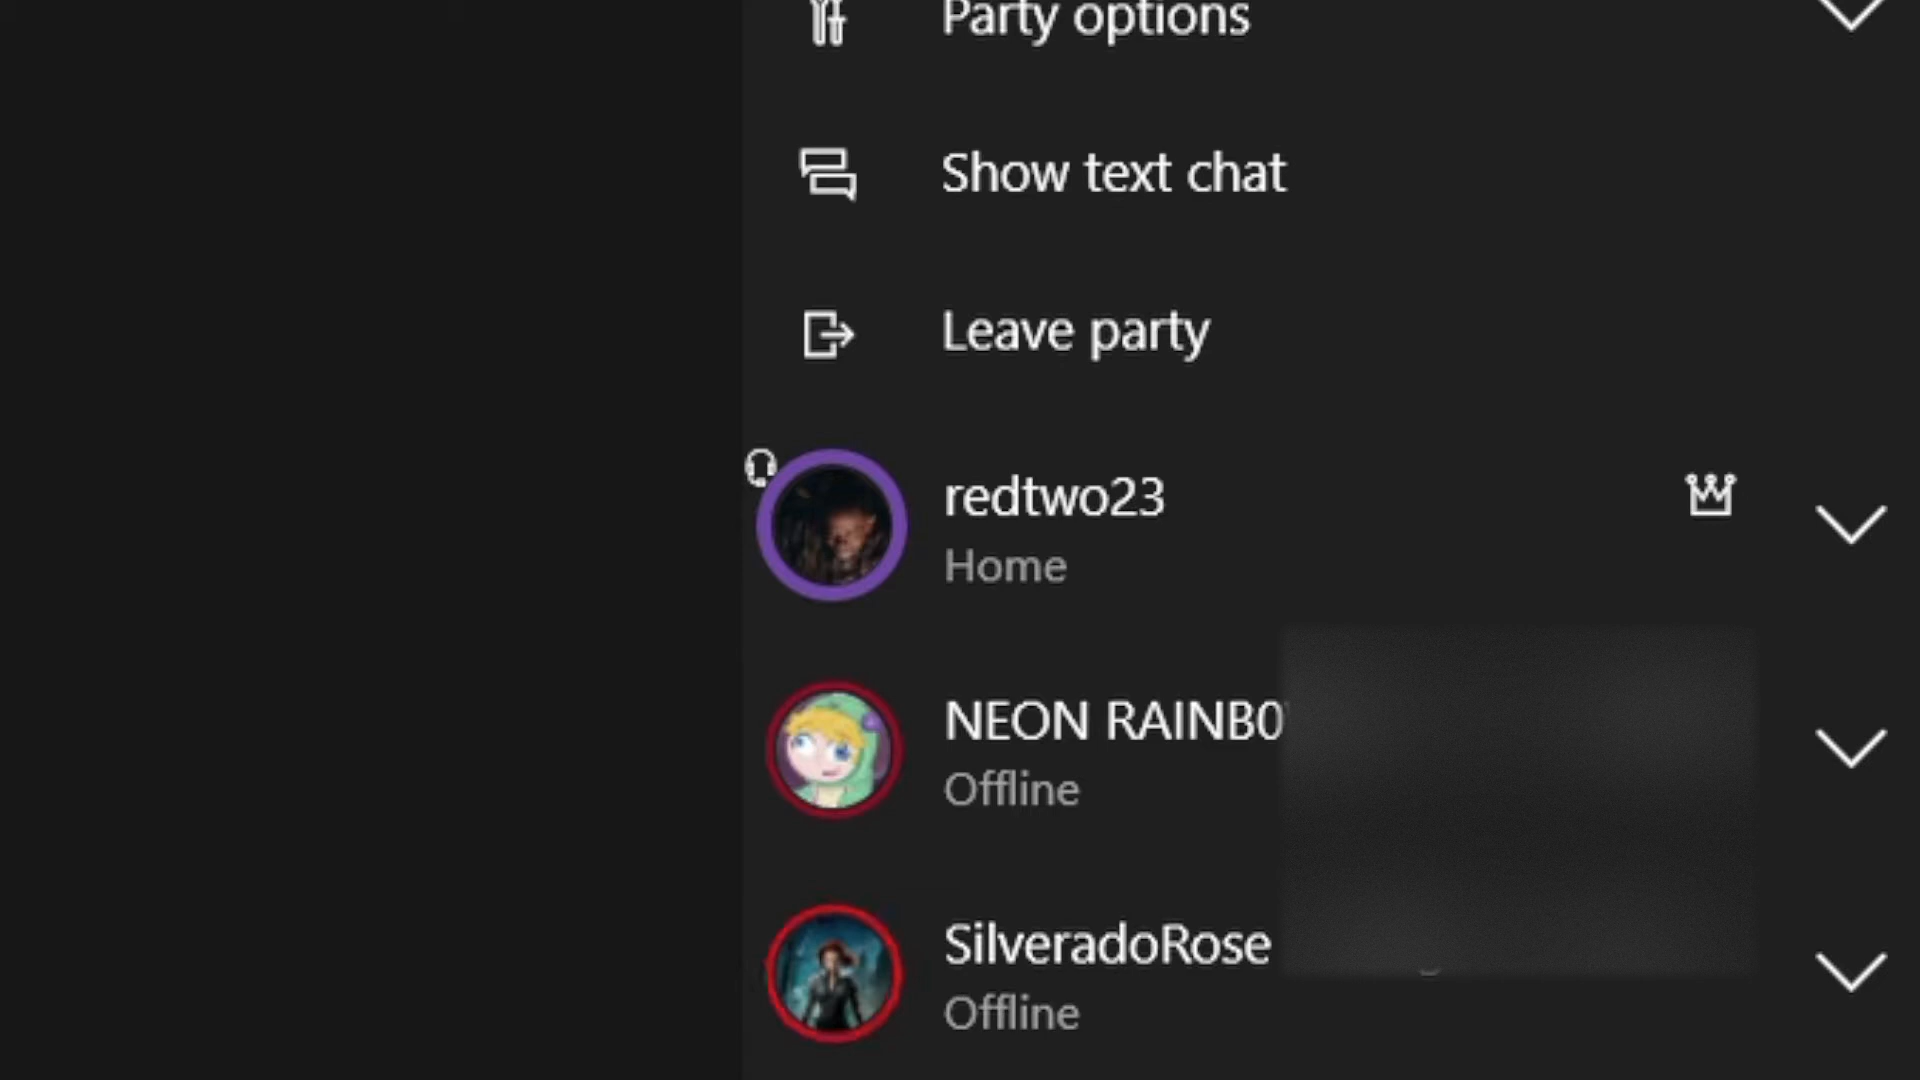 Party options
Show text chat
Leave party
redtwo23
Home
NEON RAINB0
Offline
SilveradoRose
Offline